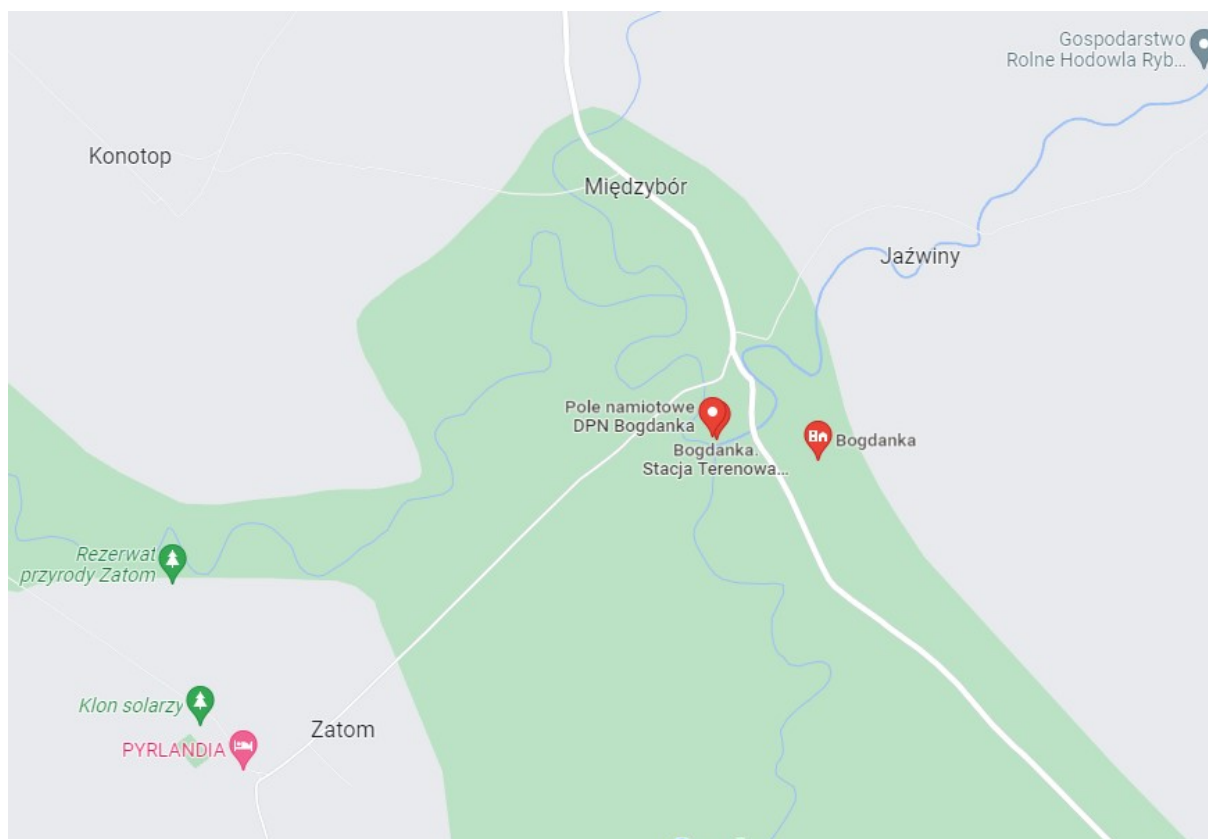 Gospodarstwo
Rolne Hodowla Ryb...
Konotop
Międzybór
Jaźwiny
Pole namiotowe
DPN Bogdanka
Bogdanka
Bogdanka.
Stacja Terenowa...
Rezerwat
przyrody Zatom
Klon solarzy
Zatom
PYRLANDIA